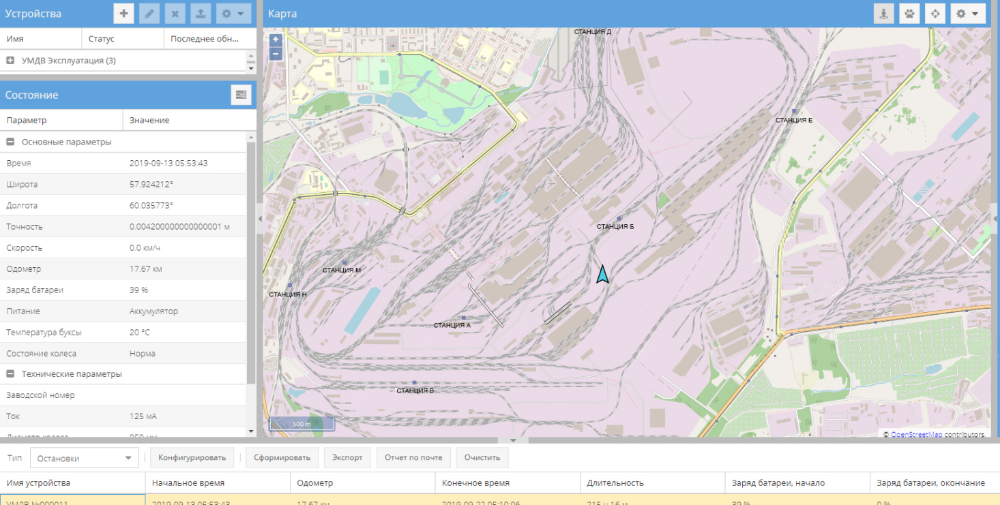 Устройства
Имя Статус Последнее обн...
УМДВ Эксплуатация (3)
Состояние
Параметр Значение
Основные параметры
Время 2019-09-13 05:53:43
Широта 57.924212°
Долгота 60.035773°
Точность 0.004200000000000001 м
Скорость 0.0 км/ч
Одометр 17.67 км
Заряд батареи 39 %
Питание Аккумулятор
Температура буксы 20 °C
Состояние колеса Норма
Технические параметры
Заводской номер
Ток 125 мА
Карта
+
−
СТАНЦИЯ Д
СТАНЦИЯ Е
СТАНЦИЯ Б
СТАНЦИЯ М
СТАНЦИЯ Н
СТАНЦИЯ А
СТАНЦИЯ В
500 m
© OpenStreetMap contributors.
Тип Остановки Конфигурировать Сформировать Экспорт Отчет по почте Очистить
Имя устройства Начальное время Одометр Конечное время Длительность Заряд батареи, начало Заряд батареи, окончание
УМДВ №000011 2019-09-13 05:53:43 17.67 км 2019-09-22 05:10:06 215 ч 16 м 39 % 0 %